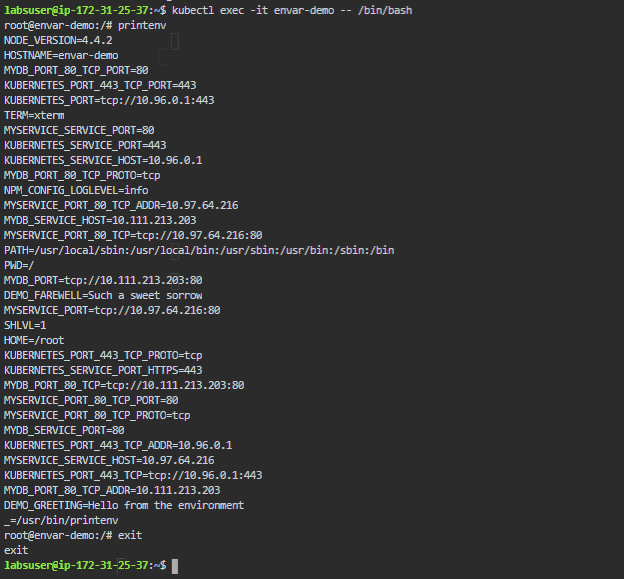 labsuser@ip-172-31-25-37:~$ kubectl exec -it envar-demo -- /bin/bash
root@envar-demo:/# printenv
NODE_VERSION=4.4.2
HOSTNAME=envar-demo
MYDB_PORT_80_TCP_PORT=80
KUBERNETES_PORT_443_TCP_PORT=443
KUBERNETES_PORT=tcp://10.96.0.1:443
TERM=xterm
MYSERVICE_SERVICE_PORT=80
KUBERNETES_SERVICE_PORT=443
KUBERNETES_SERVICE_HOST=10.96.0.1
MYDB_PORT_80_TCP_PROTO=tcp
NPM_CONFIG_LOGLEVEL=info
MYSERVICE_PORT_80_TCP_ADDR=10.97.64.216
MYDB_SERVICE_HOST=10.111.213.203
MYSERVICE_PORT_80_TCP=tcp://10.97.64.216:80
PATH=/usr/local/sbin:/usr/local/bin:/usr/sbin:/usr/bin:/sbin:/bin
PWD=/
MYDB_PORT=tcp://10.111.213.203:80
DEMO_FAREWELL=Such a sweet sorrow
MYSERVICE_PORT=tcp://10.97.64.216:80
SHLVL=1
HOME=/root
KUBERNETES_PORT_443_TCP_PROTO=tcp
KUBERNETES_SERVICE_PORT_HTTPS=443
MYDB_PORT_80_TCP=tcp://10.111.213.203:80
MYSERVICE_PORT_80_TCP_PORT=80
MYSERVICE_PORT_80_TCP_PROTO=tcp
MYDB_SERVICE_PORT=80
KUBERNETES_PORT_443_TCP_ADDR=10.96.0.1
MYSERVICE_SERVICE_HOST=10.97.64.216
KUBERNETES_PORT_443_TCP=tcp://10.96.0.1:443
MYDB_PORT_80_TCP_ADDR=10.111.213.203
DEMO_GREETING=Hello from the environment
_=/usr/bin/printenv
root@envar-demo:/# exit
exit
labsuser@ip-172-31-25-37:~$